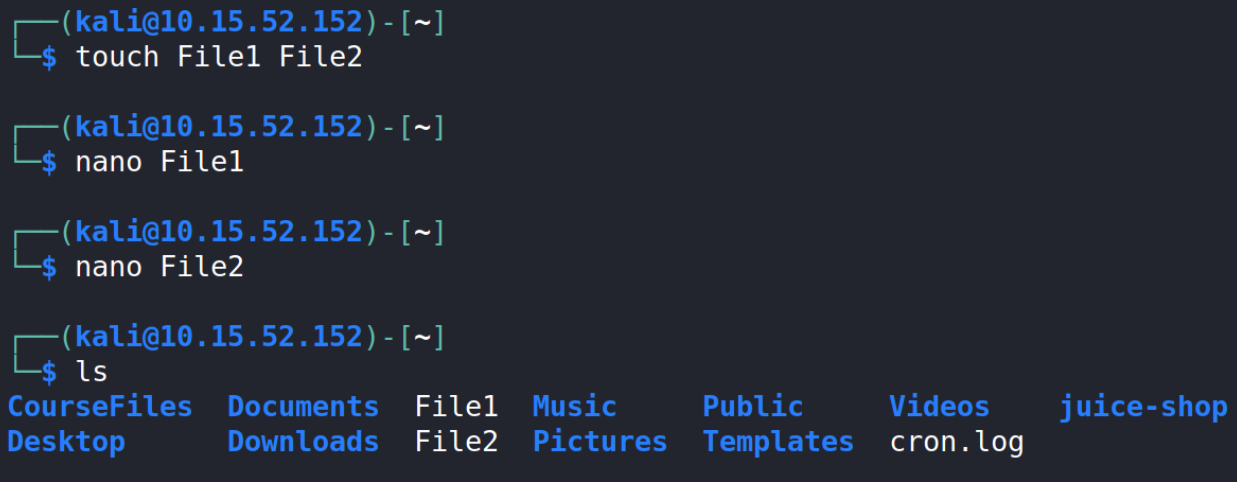 ┌──(kali@10.15.52.152)-[~]
└─$ touch File1 File2
┌──(kali@10.15.52.152)-[~]
└─$ nano File1
┌──(kali@10.15.52.152)-[~]
└─$ nano File2
┌──(kali@10.15.52.152)-[~]
└─$ ls
CourseFiles Documents File1 Music Public Videos juice-shop
Desktop Downloads File2 Pictures Templates cron.log